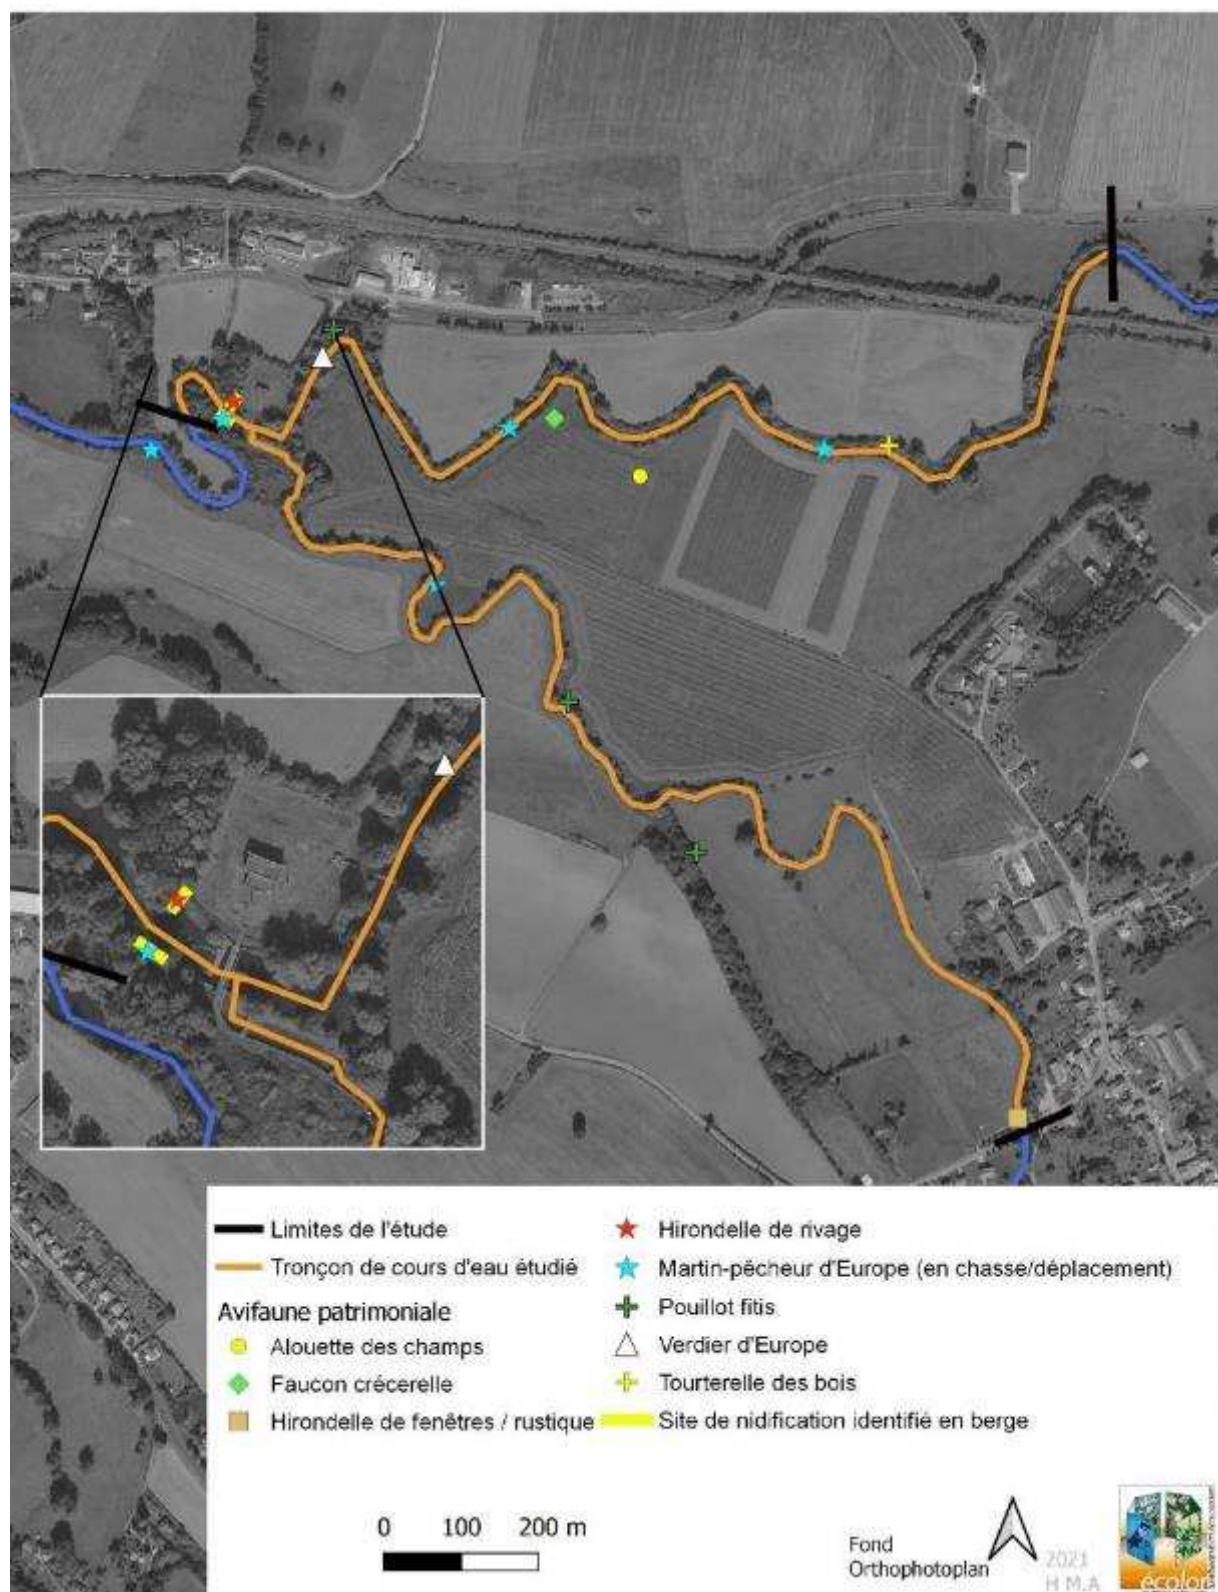 Limites de l'étude
Tronçon de cours d'eau étudié
Avifaune patrimoniale
Alouette des champs
Faucon crécerelle
Hirondelle de fenêtres / rustique
Hirondelle de rivage
Martin-pêcheur d'Europe (en chasse/déplacement)
Pouillot fitis
Verdier d'Europe
Tourterelle des bois
Site de nidification identifié en berge
0 100 200 m
Fond
Orthophotoplan
2021
H M.A
écolor